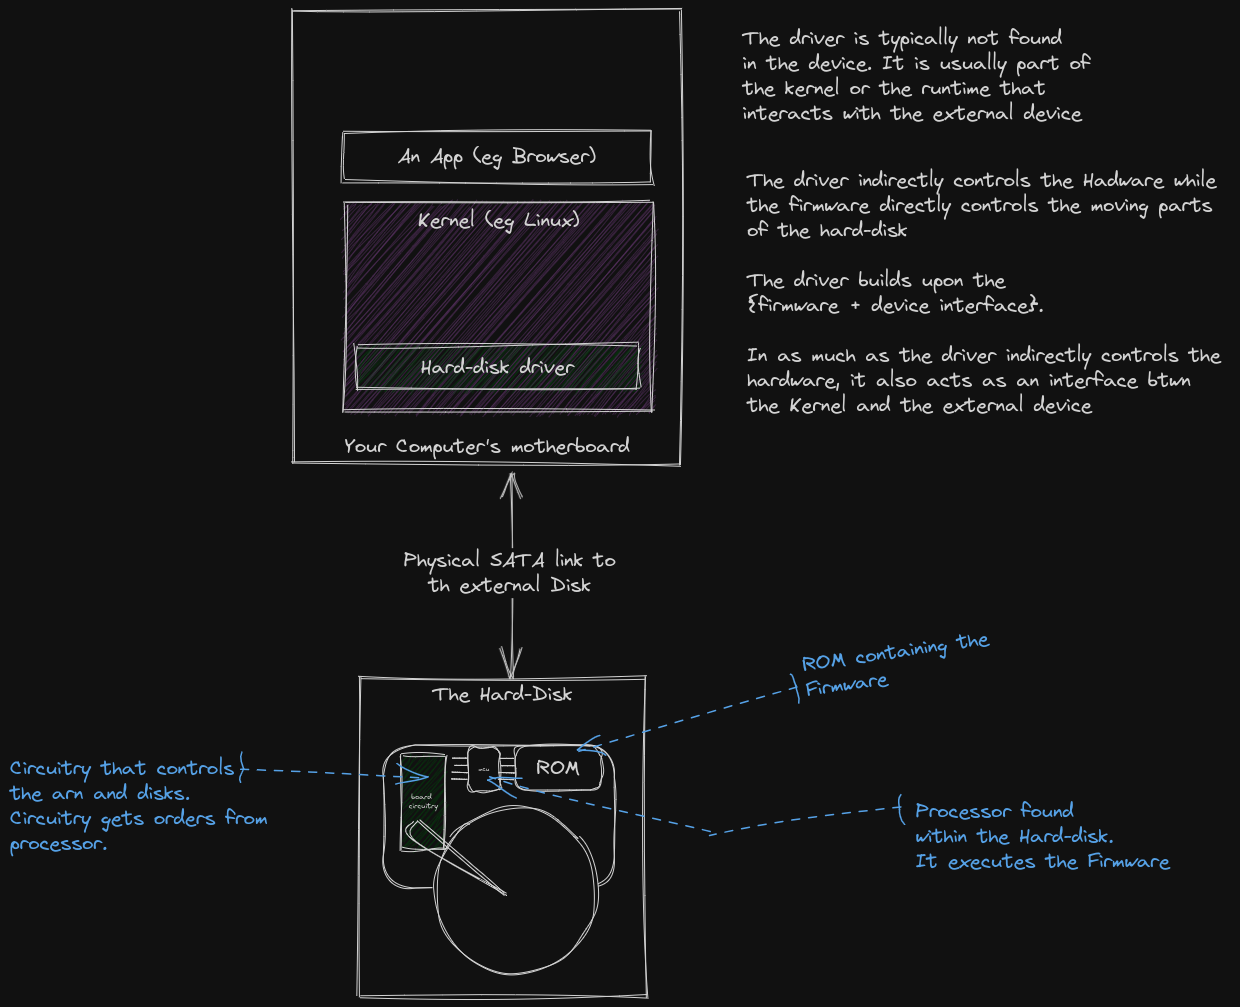 The driver is typically not found
in the device. It is usually part of
the kernel or the runtime that
interacts with the external device
An App (eg Browser)
The driver indirectly controls the Hadware while
the firmware directly controls the moving parts
of the hard-disk
Kernel (eg Linux)
The driver builds upon the
{firmware + device interface}.
Hard-disk driver
In as much as the driver indirectly controls the
hardware, it also acts as an interface btwn
the Kernel and the external device
Your Computer's motherboard
Physical SATA link to
th external Disk
ROM containing the
Firmware
The Hard-Disk
Circuitry that controls
the arn and disks.
Circuitry gets orders from
processor.
board
circuitry
mcu
ROM
Processor found
within the Hard-disk.
It executes the Firmware